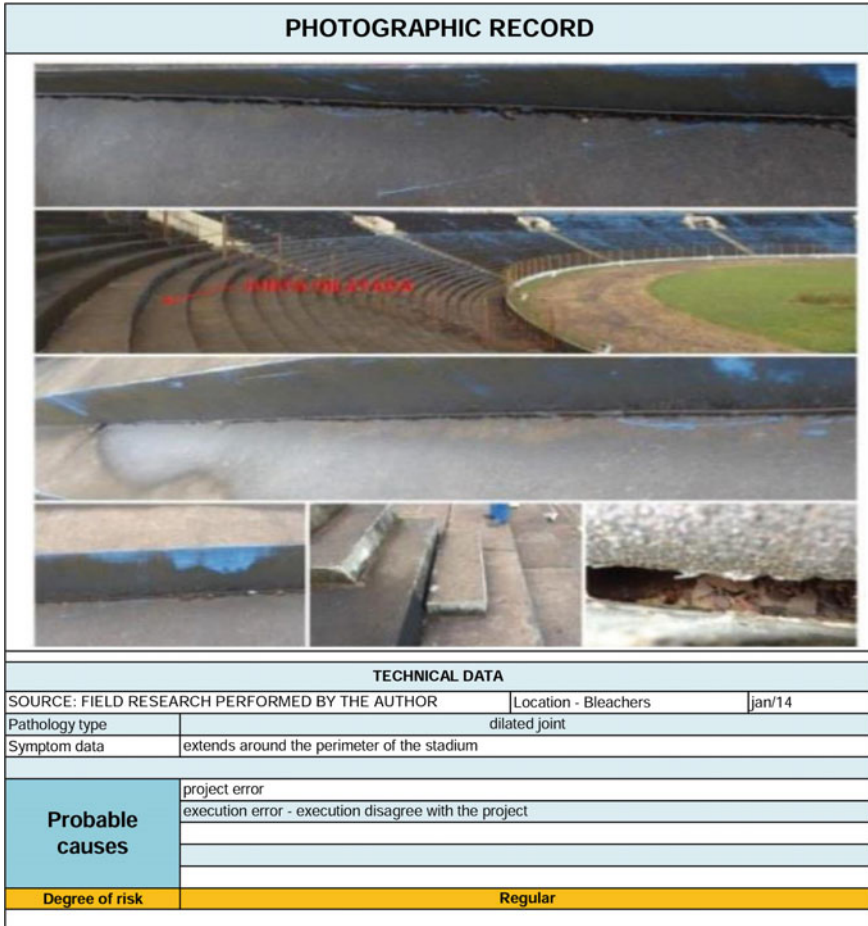 PHOTOGRAPHIC RECORD
TECHNICAL DATA
SOURCE: FIELD RESEARCH PERFORMED BY THE AUTHOR Location - Bleachers jan/14
Pathology type dilated joint
Symptom data extends around the perimeter of the stadium
Probable causes
project error
execution error - execution disagree with the project
Degree of risk Regular